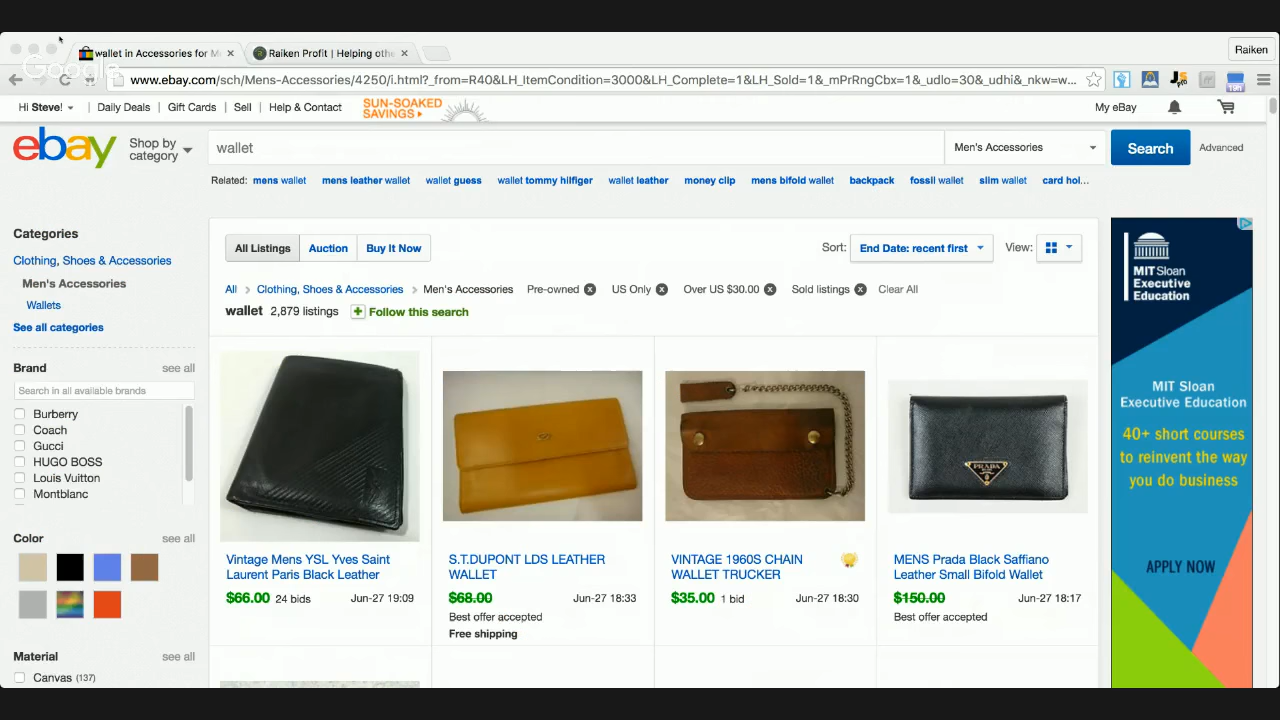 wallet in Accessories for M
Raiken Profit | Helping othe
Raiken
Google
www.ebay.com/sch/Mens-Accessories/4250/i.html?_from=R40&LH_ItemCondition=3000&LH_Complete=1&LH_Sold=1&_mPrRngCbx=1&_udlo=30&_udhi&_nkw=w...
Hi Steve!
Daily Deals
Gift Cards
Sell
Help & Contact
SUN-SOAKED
SAVINGS
My eBay
ebay
Shop by
category
wallet
Men's Accessories
Search
Advanced
Related: mens wallet mens leather wallet wallet guess wallet tommy hilfiger wallet leather money clip mens bifold wallet backpack fossil wallet slim wallet card hol...
Categories
Clothing, Shoes & Accessories
Men's Accessories
Wallets
See all categories
Brand see all
Search in all available brands
Burberry
Coach
Gucci
HUGO BOSS
Louis Vuitton
Montblanc
Color see all
Material see all
Canvas (137)
All Listings Auction Buy It Now
Sort: End Date: recent first
View:
All > Clothing, Shoes & Accessories > Men's Accessories Pre-owned US Only Over US $30.00 Sold listings Clear All
wallet 2,879 listings + Follow this search
Vintage Mens YSL Yves Saint
Laurent Paris Black Leather
$66.00 24 bids Jun-27 19:09
S.T.DUPONT LDS LEATHER
WALLET
$68.00 Jun-27 18:33
Best offer accepted
Free shipping
VINTAGE 1960S CHAIN
WALLET TRUCKER
$35.00 1 bid Jun-27 18:30
PRADA
MENS Prada Black Saffiano
Leather Small Bifold Wallet
$150.00 Jun-27 18:17
Best offer accepted
MIT Sloan
Executive
Education
MIT Sloan
Executive Education
40+ short courses
to reinvent the way
you do business
APPLY NOW